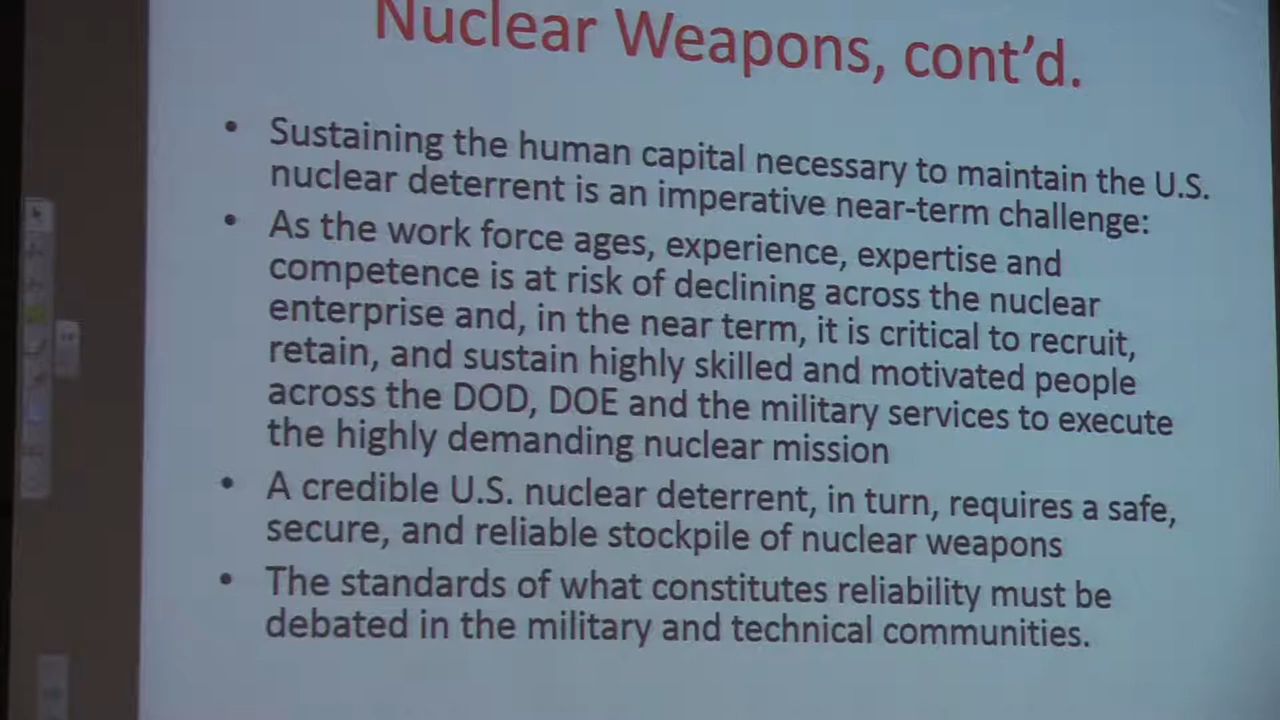 Nuclear Weapons, cont'd.
• Sustaining the human capital necessary to maintain the U.S.
nuclear deterrent is an imperative near-term challenge:
• As the work force ages, experience, expertise and
competence is at risk of declining across the nuclear
enterprise and, in the near term, it is critical to recruit,
retain, and sustain highly skilled and motivated people
across the DOD, DOE and the military services to execute
the highly demanding nuclear mission
• A credible U.S. nuclear deterrent, in turn, requires a safe,
secure, and reliable stockpile of nuclear weapons
• The standards of what constitutes reliability must be
debated in the military and technical communities.